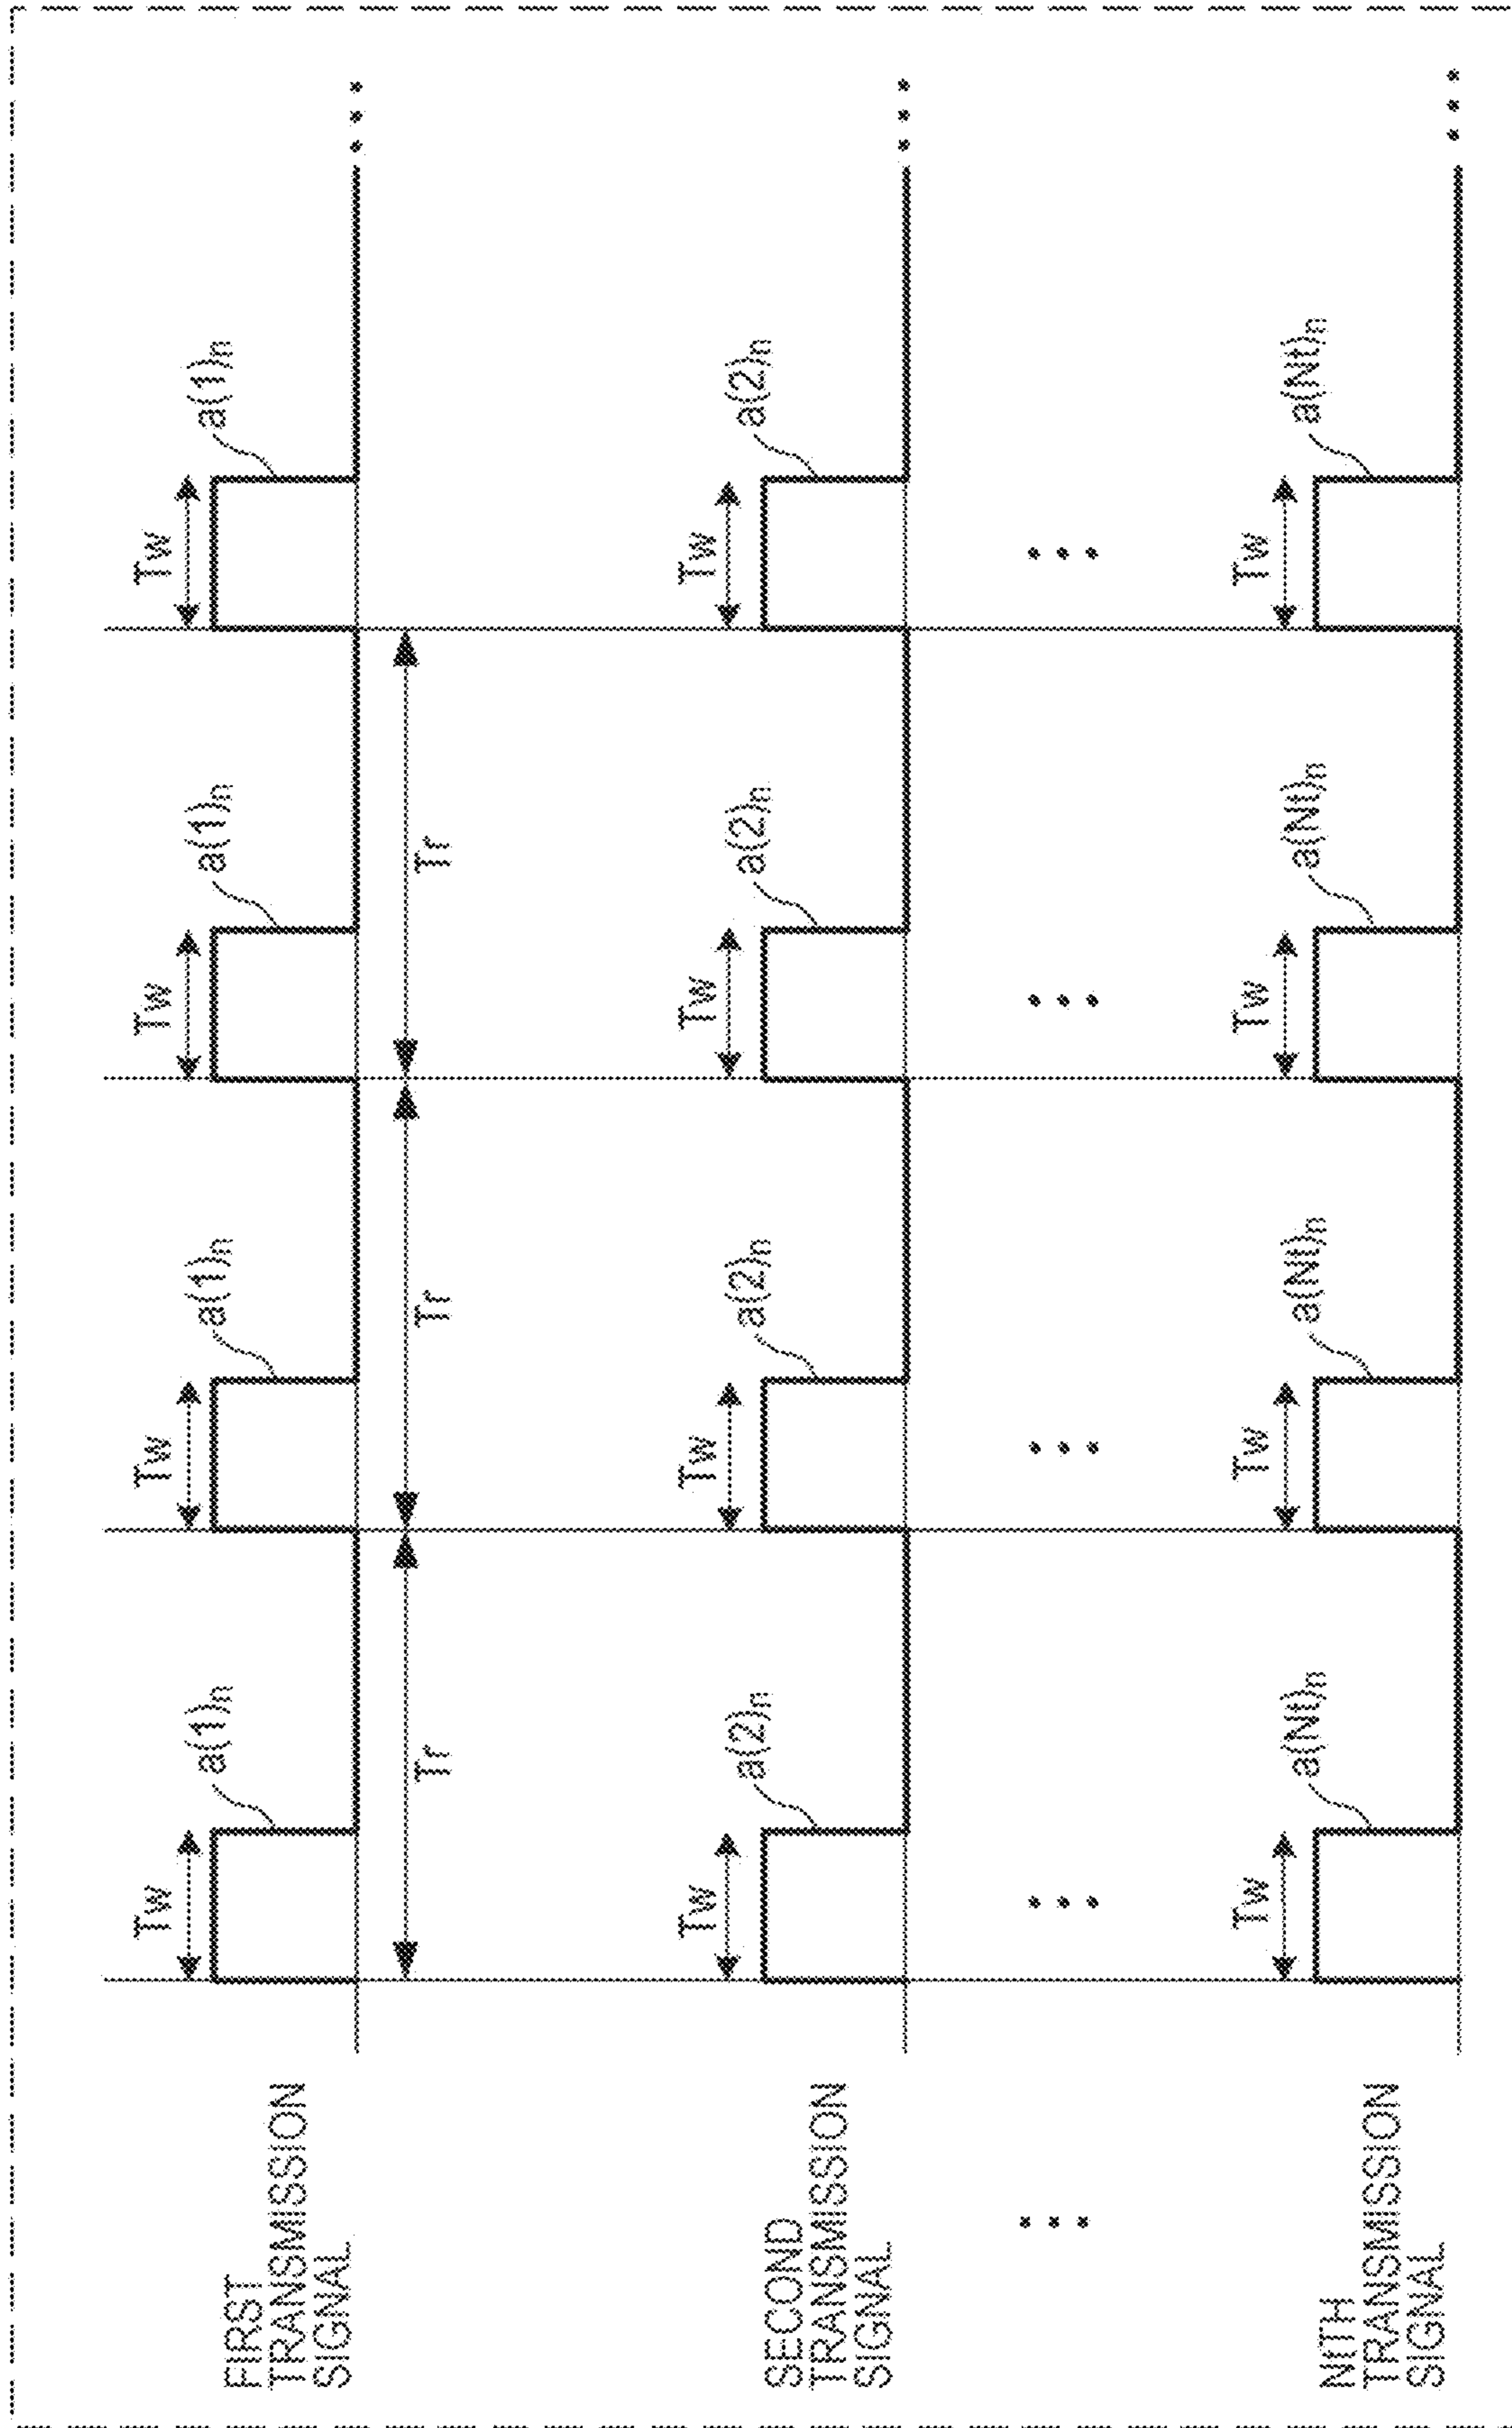 FIRST
TRANSMISSION
SIGNAL
Tw
a(1)n
Tw
a(1)n
Tw
a(1)n
Tw
a(1)n
Tr
Tr
Tr
SECOND
TRANSMISSION
SIGNAL
Tw
a(2)n
Tw
a(2)n
Tw
a(2)n
Tw
a(2)n
NtTH
TRANSMISSION
SIGNAL
Tw
a(Nt)n
Tw
a(Nt)n
Tw
a(Nt)n
Tw
a(Nt)n